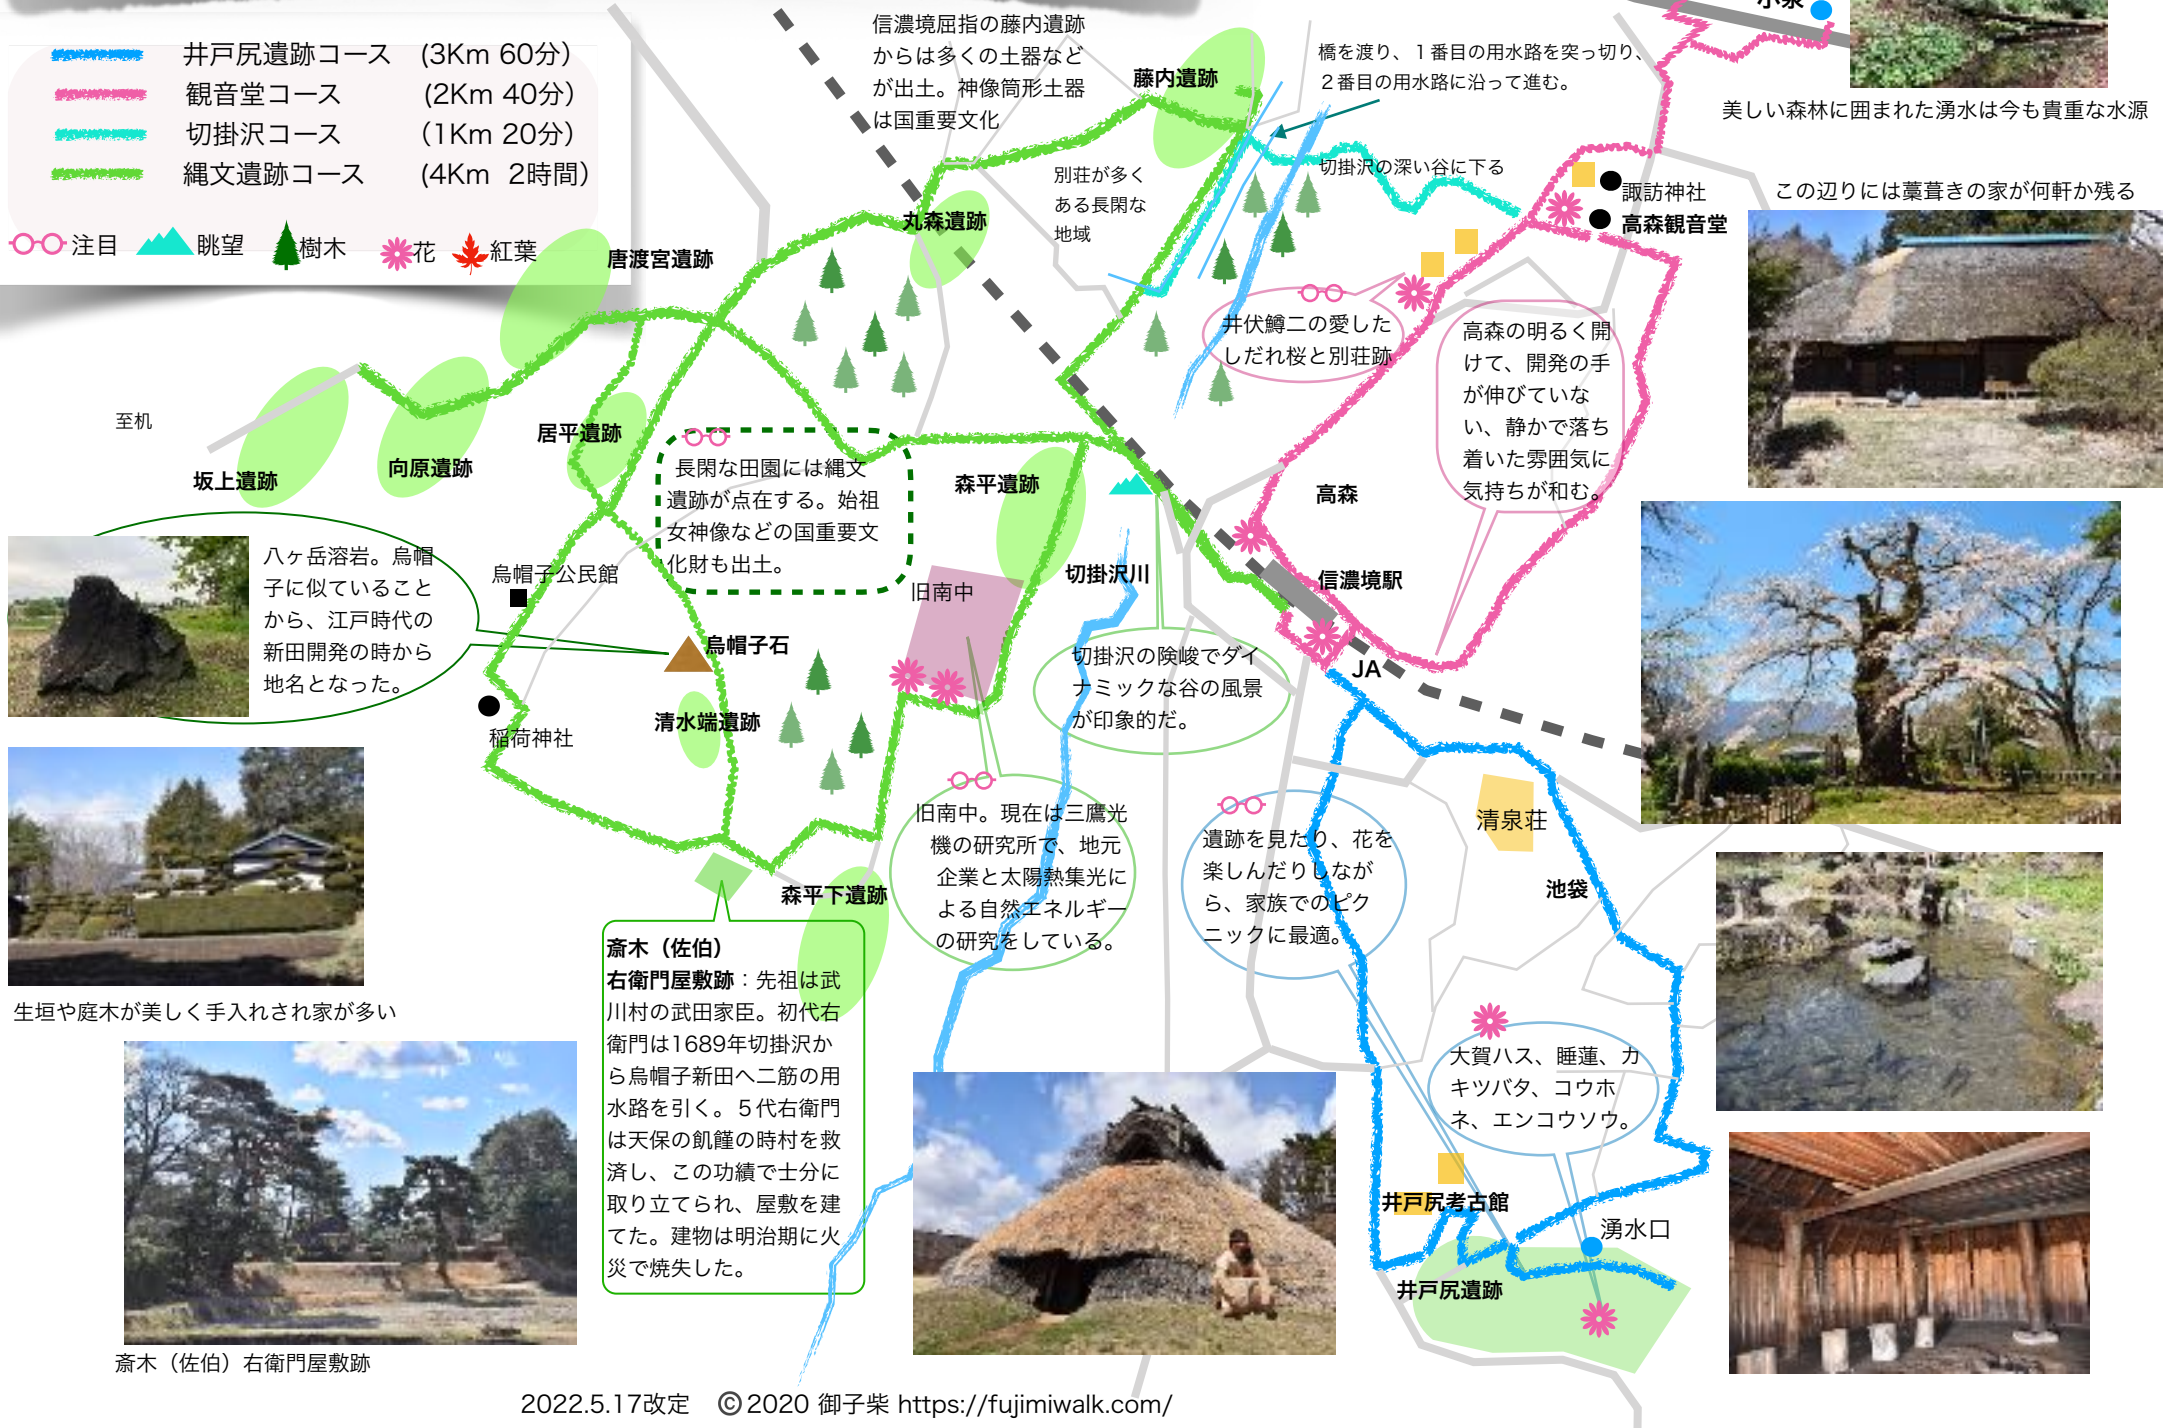 井戸尻遺跡コース (3Km 60分)
観音堂コース (2Km 40分)
切掛沢コース (1Km 20分)
縄文遺跡コース (4Km 2時間)
注目 眺望 樹木 花 紅葉
信濃境屈指の藤内遺跡
からは多くの土器など
が出土。神像筒形土器
は国重要文化
藤内遺跡
橋を渡り、１番目の用水路を突っ切り、
２番目の用水路に沿って進む。
小泉
美しい森林に囲まれた湧水は今も貴重な水源
切掛沢の深い谷に下る
別荘が多く
ある長閑な
地域
諏訪神社
高森観音堂
この辺りには藁葺きの家が何軒か残る
丸森遺跡
唐渡宮遺跡
井伏鱒二の愛した
しだれ桜と別荘跡
高森の明るく開
けて、開発の手
が伸びていな
い、静かで落ち
着いた雰囲気に
気持ちが和む。
至机
坂上遺跡
向原遺跡
居平遺跡
長閑な田園には縄文
遺跡が点在する。始祖
女神像などの国重要文
化財も出土。
森平遺跡
高森
八ヶ岳溶岩。烏帽
子に似ていること
から、江戸時代の
新田開発の時から
地名となった。
烏帽子公民館
旧南中
切掛沢川
信濃境駅
烏帽子石
JA
切掛沢の険峻でダイ
ナミックな谷の風景
が印象的だ。
稲荷神社
清水端遺跡
旧南中。現在は三鷹光
機の研究所で、地元
企業と太陽熱集光に
よる自然エネルギー
の研究をしている。
遺跡を見たり、花を
楽しんだりしなが
ら、家族でのピク
ニックに最適。
清泉荘
池袋
森平下遺跡
斎木（佐伯）
右衛門屋敷跡：先祖は武
川村の武田家臣。初代右
衛門は1689年切掛沢か
ら烏帽子新田へ二筋の用
水路を引く。５代右衛門
は天保の飢饉の時村を救
済し、この功績で士分に
取り立てられ、屋敷を建
てた。建物は明治期に火
災で焼失した。
生垣や庭木が美しく手入れされ家が多い
大賀ハス、睡蓮、カ
キツバタ、コウホ
ネ、エンコウソウ。
井戸尻考古館
湧水口
井戸尻遺跡
斎木（佐伯）右衛門屋敷跡
2022.5.17改定 ©2020 御子柴 https://fujimiwalk.com/